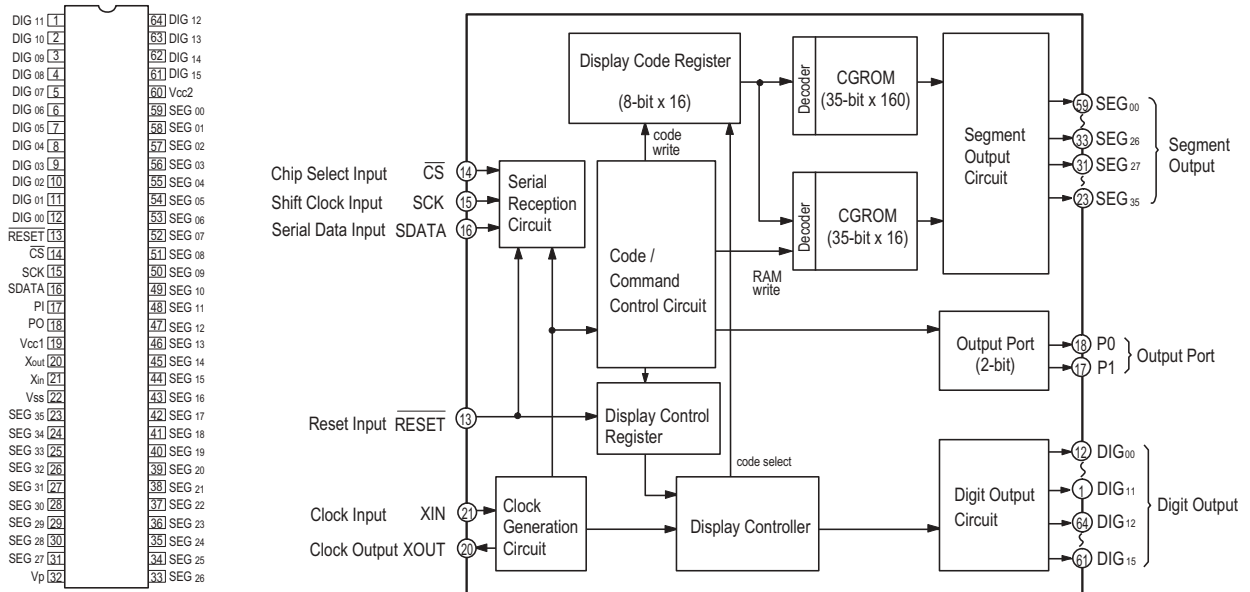 DIG 11 1
DIG 10 2
DIG 09 3
DIG 08 4
DIG 07 5
DIG 06 6
DIG 05 7
DIG 04 8
DIG 03 9
DIG 02 10
DIG 01 11
DIG 00 12
RESET 13
CS 14
SCK 15
SDATA 16
PI 17
PO 18
Vcc1 19
Xout 20
Xin 21
Vss 22
SEG 35 23
SEG 34 24
SEG 33 25
SEG 32 26
SEG 31 27
SEG 30 28
SEG 29 29
SEG 28 30
SEG 27 31
Vp 32
64 DIG 12
63 DIG 13
62 DIG 14
61 DIG 15
60 Vcc2
59 SEG 00
58 SEG 01
57 SEG 02
56 SEG 03
55 SEG 04
54 SEG 05
53 SEG 06
52 SEG 07
51 SEG 08
50 SEG 09
49 SEG 10
48 SEG 11
47 SEG 12
46 SEG 13
45 SEG 14
44 SEG 15
43 SEG 16
42 SEG 17
41 SEG 18
40 SEG 19
39 SEG 20
38 SEG 21
37 SEG 22
36 SEG 23
35 SEG 24
34 SEG 25
33 SEG 26
Chip Select Input CS 14
Shift Clock Input SCK 15
Serial Data Input SDATA 16
Reset Input RESET 13
Clock Input XIN 21
Clock Output XOUT 20
Serial
Reception
Circuit
Display Code Register
(8-bit x 16)
code
write
Code /
Command
Control Circuit
RAM
write
Display Control
Register
code select
Clock
Generation
Circuit
Display Controller
Decoder
CGROM
(35-bit x 160)
Decoder
CGROM
(35-bit x 16)
Segment
Output
Circuit
59 SEG00
33 SEG 26
31 SEG 27
23 SEG 35
Segment
Output
Output Port
(2-bit)
18 P0
17 P1
Output Port
Digit Output
Circuit
12 DIG00
1 DIG 11
64 DIG 12
61 DIG 15
Digit Output